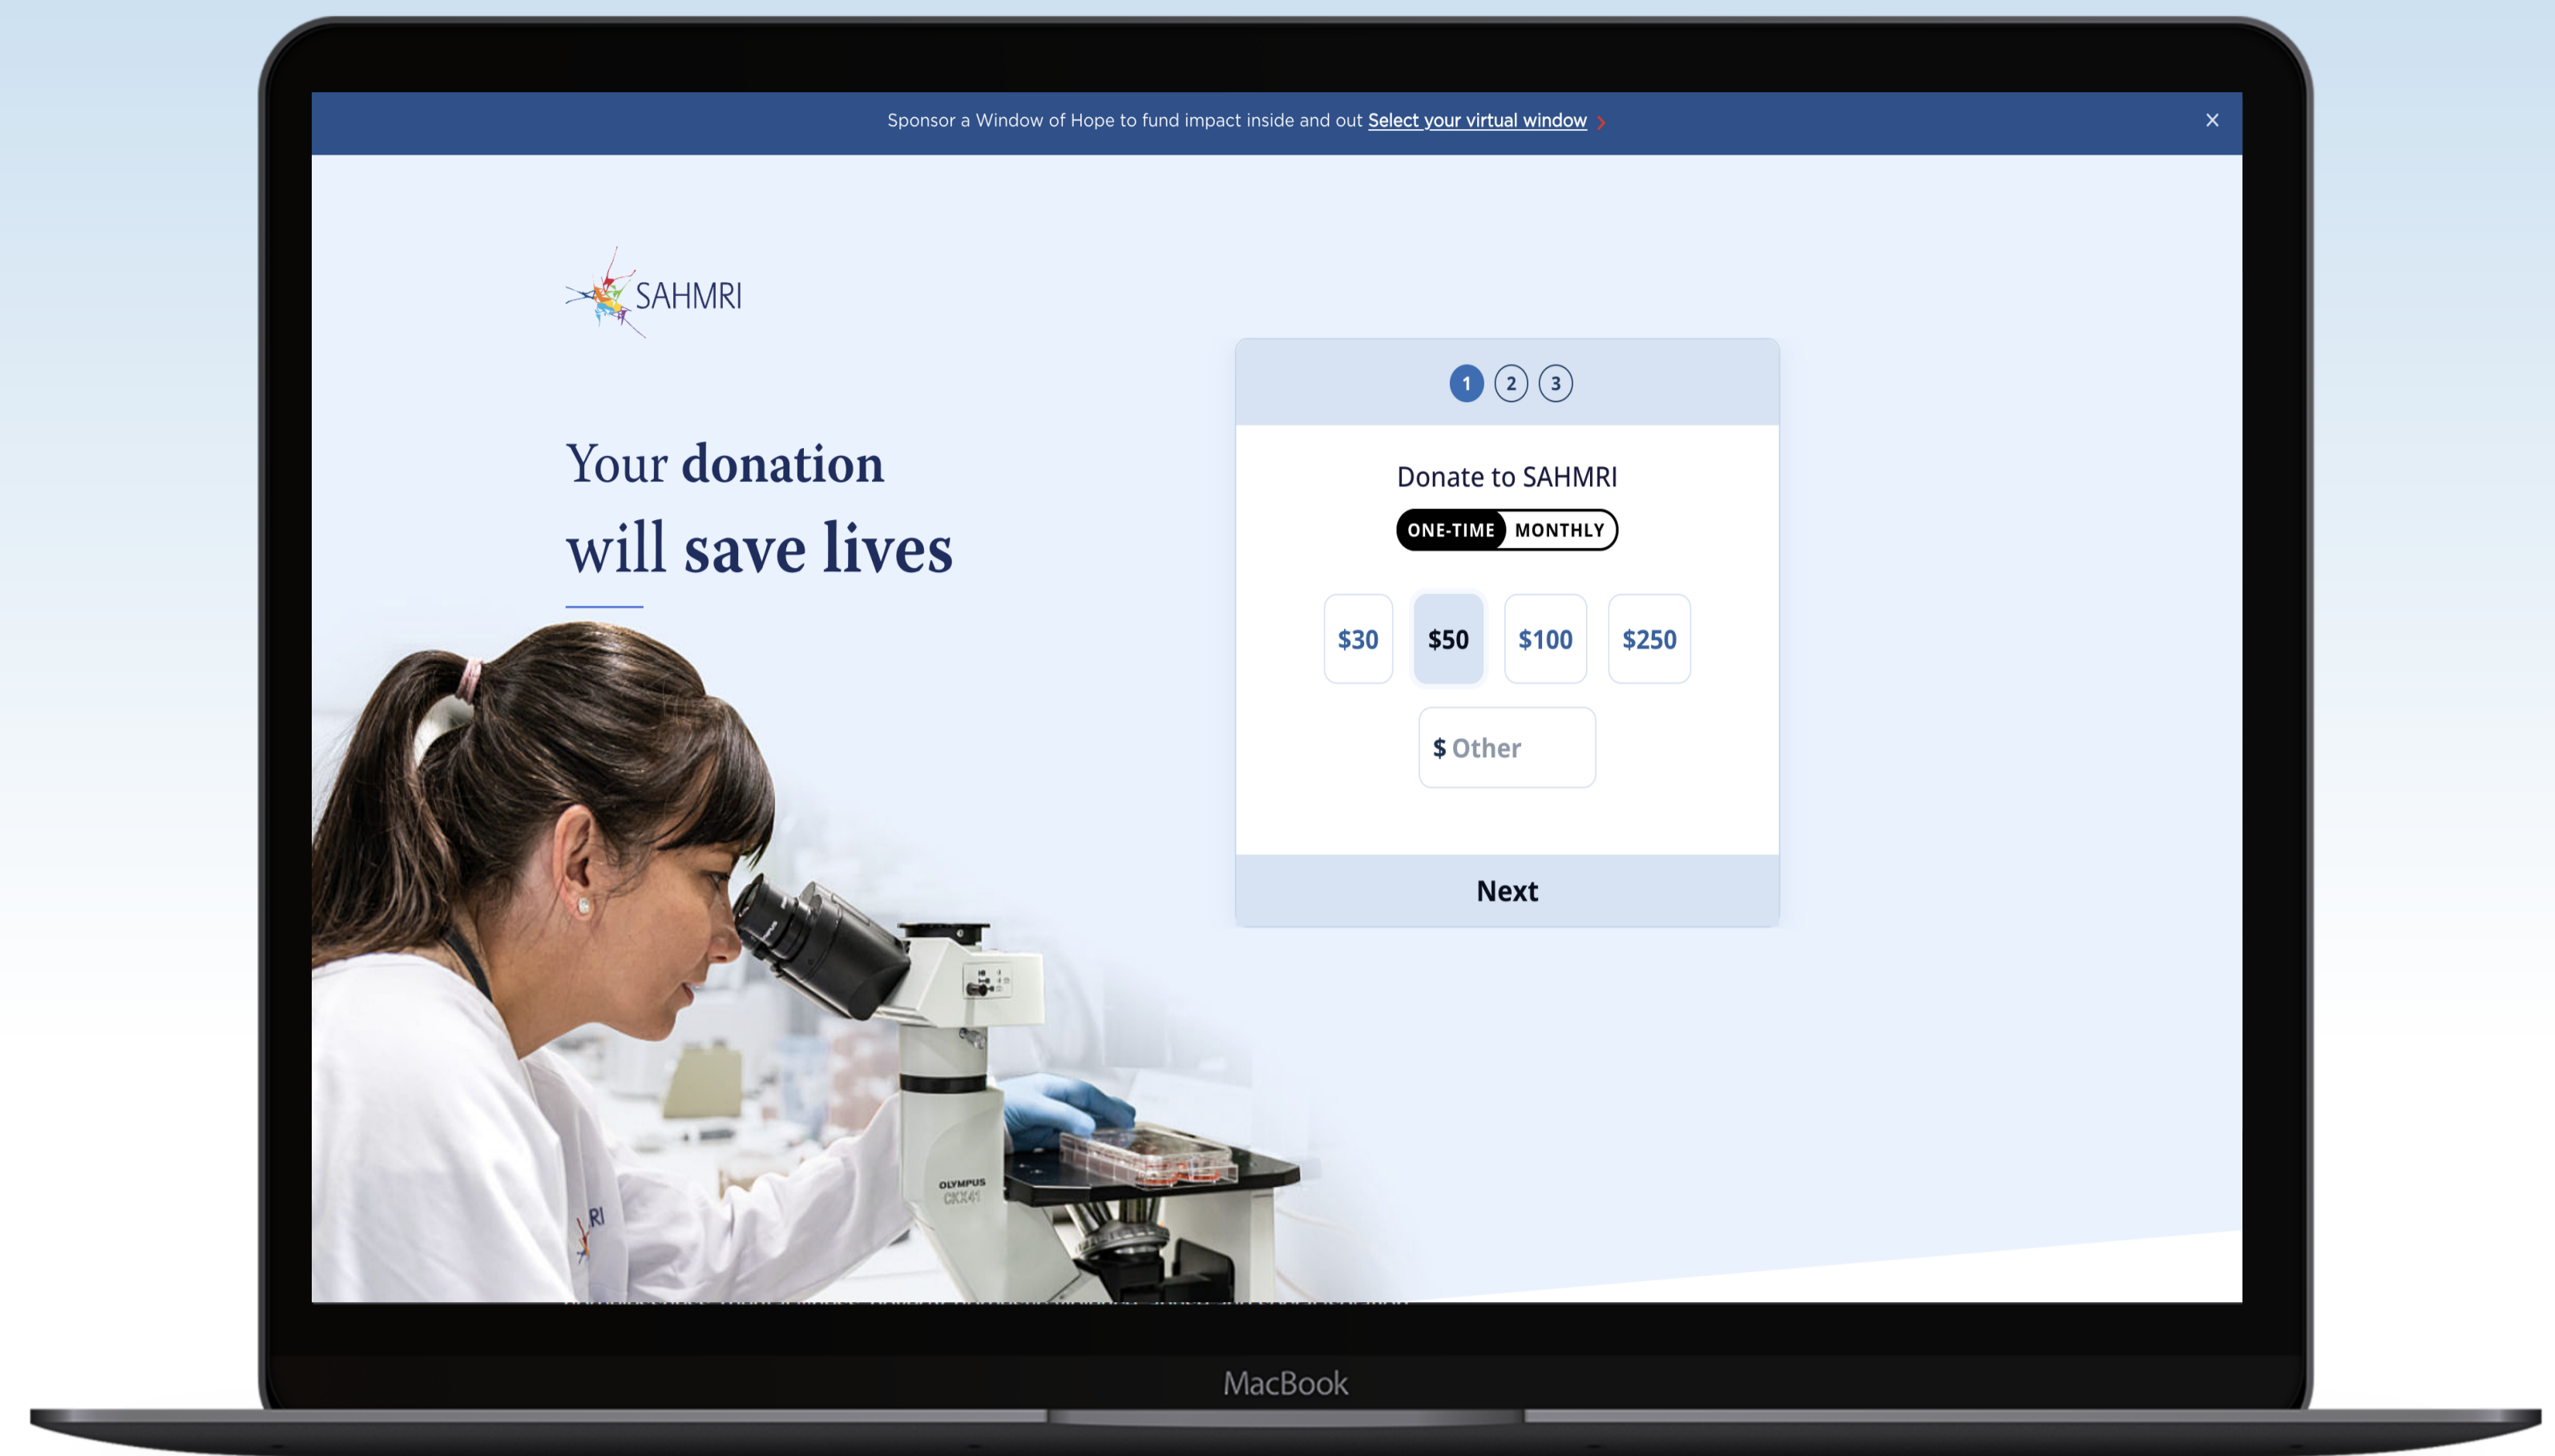 Sponsor a Window of Hope to fund impact inside and out Select your virtual window
SAHMRI
Your donation
will save lives
1 2 3
Donate to SAHMRI
ONE-TIME MONTHLY
$30 $50 $100 $250
$ Other
Next
OLYMPUS
CKX41
RI
MacBook